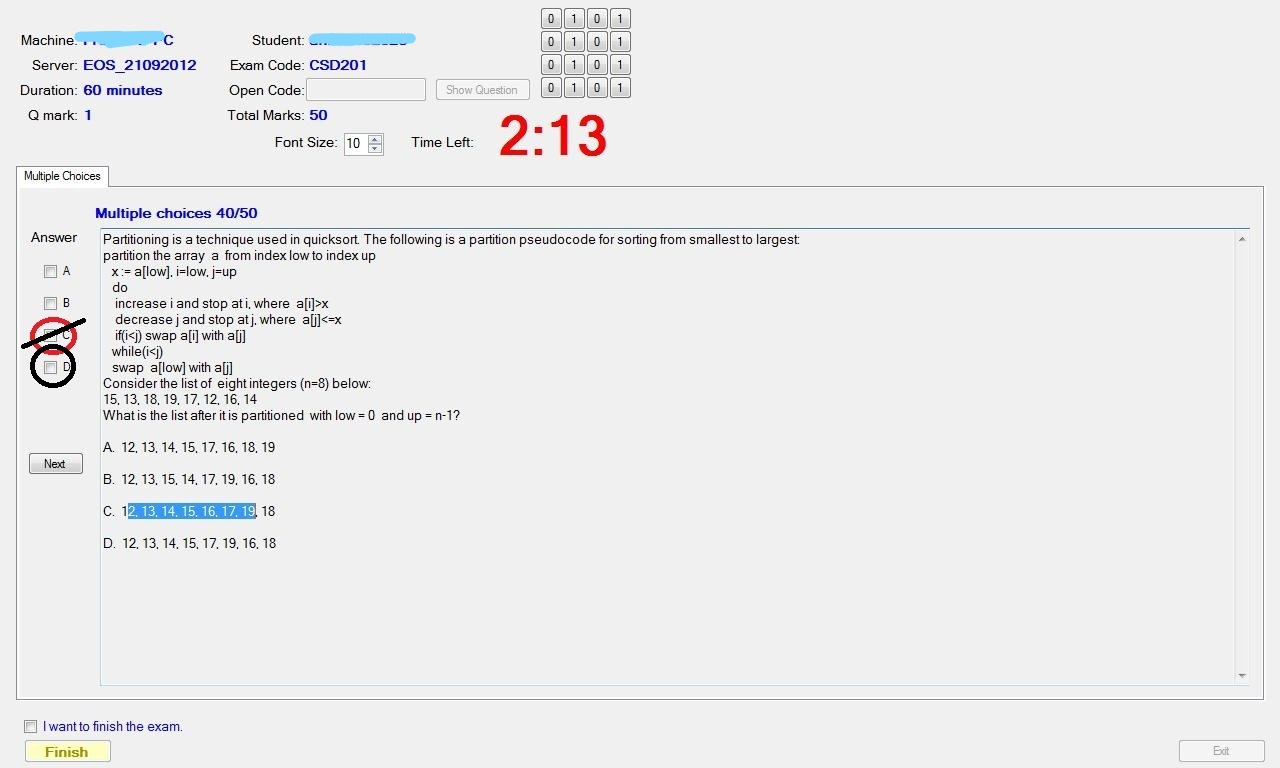 0 1 0 1
Machine: C Student:
0 1 0 1
Server: EOS_21092012 Exam Code: CSD201
0 1 0 1
Duration: 60 minutes Open Code: Show Question
0 1 0 1
Q mark: 1 Total Marks: 50
Font Size: 10 Time Left: 2:13
Multiple Choices
Multiple choices 40/50
Answer
A
B
C
D
Next
Partitioning is a technique used in quicksort. The following is a partition pseudocode for sorting from smallest to largest:
partition the array a from index low to index up
x := a[low], i=low, j=up
do
increase i and stop at i, where a[i]>x
decrease j and stop at j, where a[j]<=x
if(i<j) swap a[i] with a[j]
while(i<j)
swap a[low] with a[j]
Consider the list of eight integers (n=8) below:
15, 13, 18, 19, 17, 12, 16, 14
What is the list after it is partitioned with low = 0 and up = n-1?
A. 12, 13, 14, 15, 17, 16, 18, 19
B. 12, 13, 15, 14, 17, 19, 16, 18
C. 12, 13, 14, 15, 16, 17, 19, 18
D. 12, 13, 14, 15, 17, 19, 16, 18
I want to finish the exam.
Finish
Exit